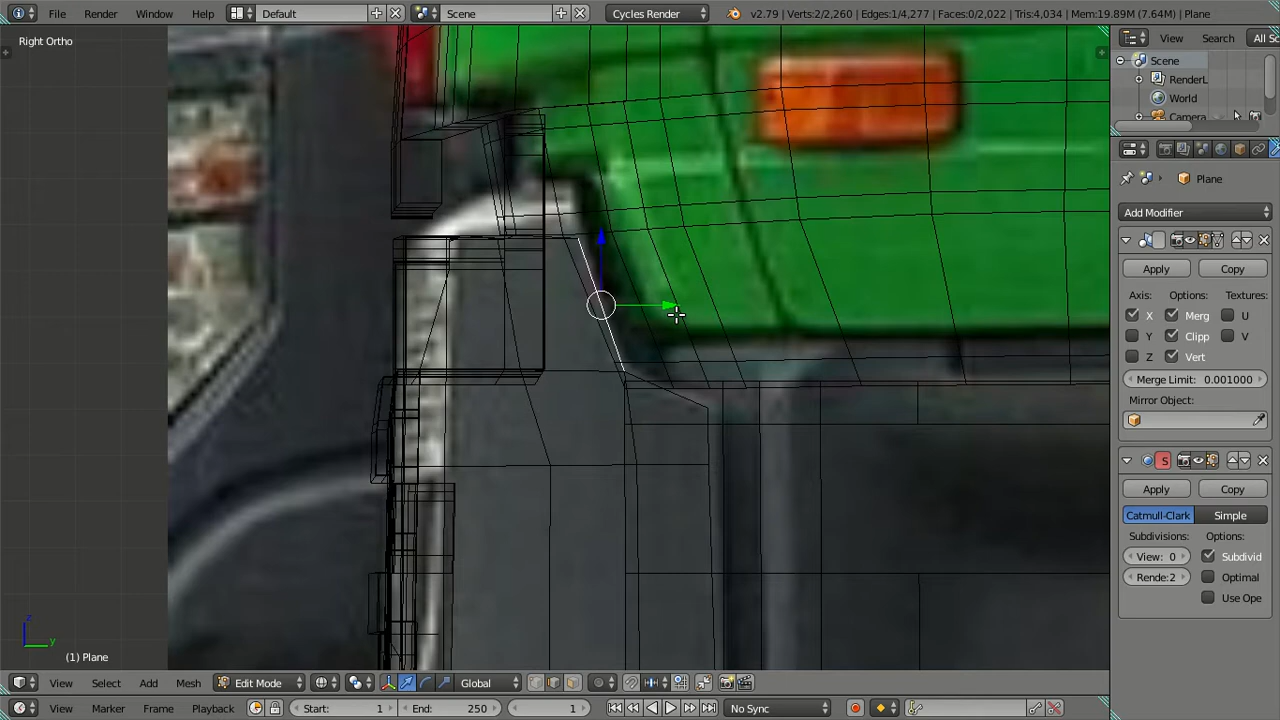 File Render Window Help Default Scene Cycles Render v2.79 | Verts:2/2,260 | Edges:1/4,277 | Faces:0/2,022 | Tris:4,034 | Mem:19.89M (7.64M) | Plane
Right Ortho
View Search All Sc
Scene
RenderL
World
Camera
Plane
Add Modifier
Apply Copy
Axis: Options: Textures:
X Merg U
Y Clipp V
Z Vert
Merge Limit: 0.001000
Mirror Object:
S
Apply Copy
Catmull-Clark Simple
Subdivisions: Options:
View: 0 Subdivid
Rende:2 Optimal
Use Ope
z
y
(1) Plane
View Select Add Mesh Edit Mode Global
View Marker Frame Playback Start: 1 End: 250 1 No Sync